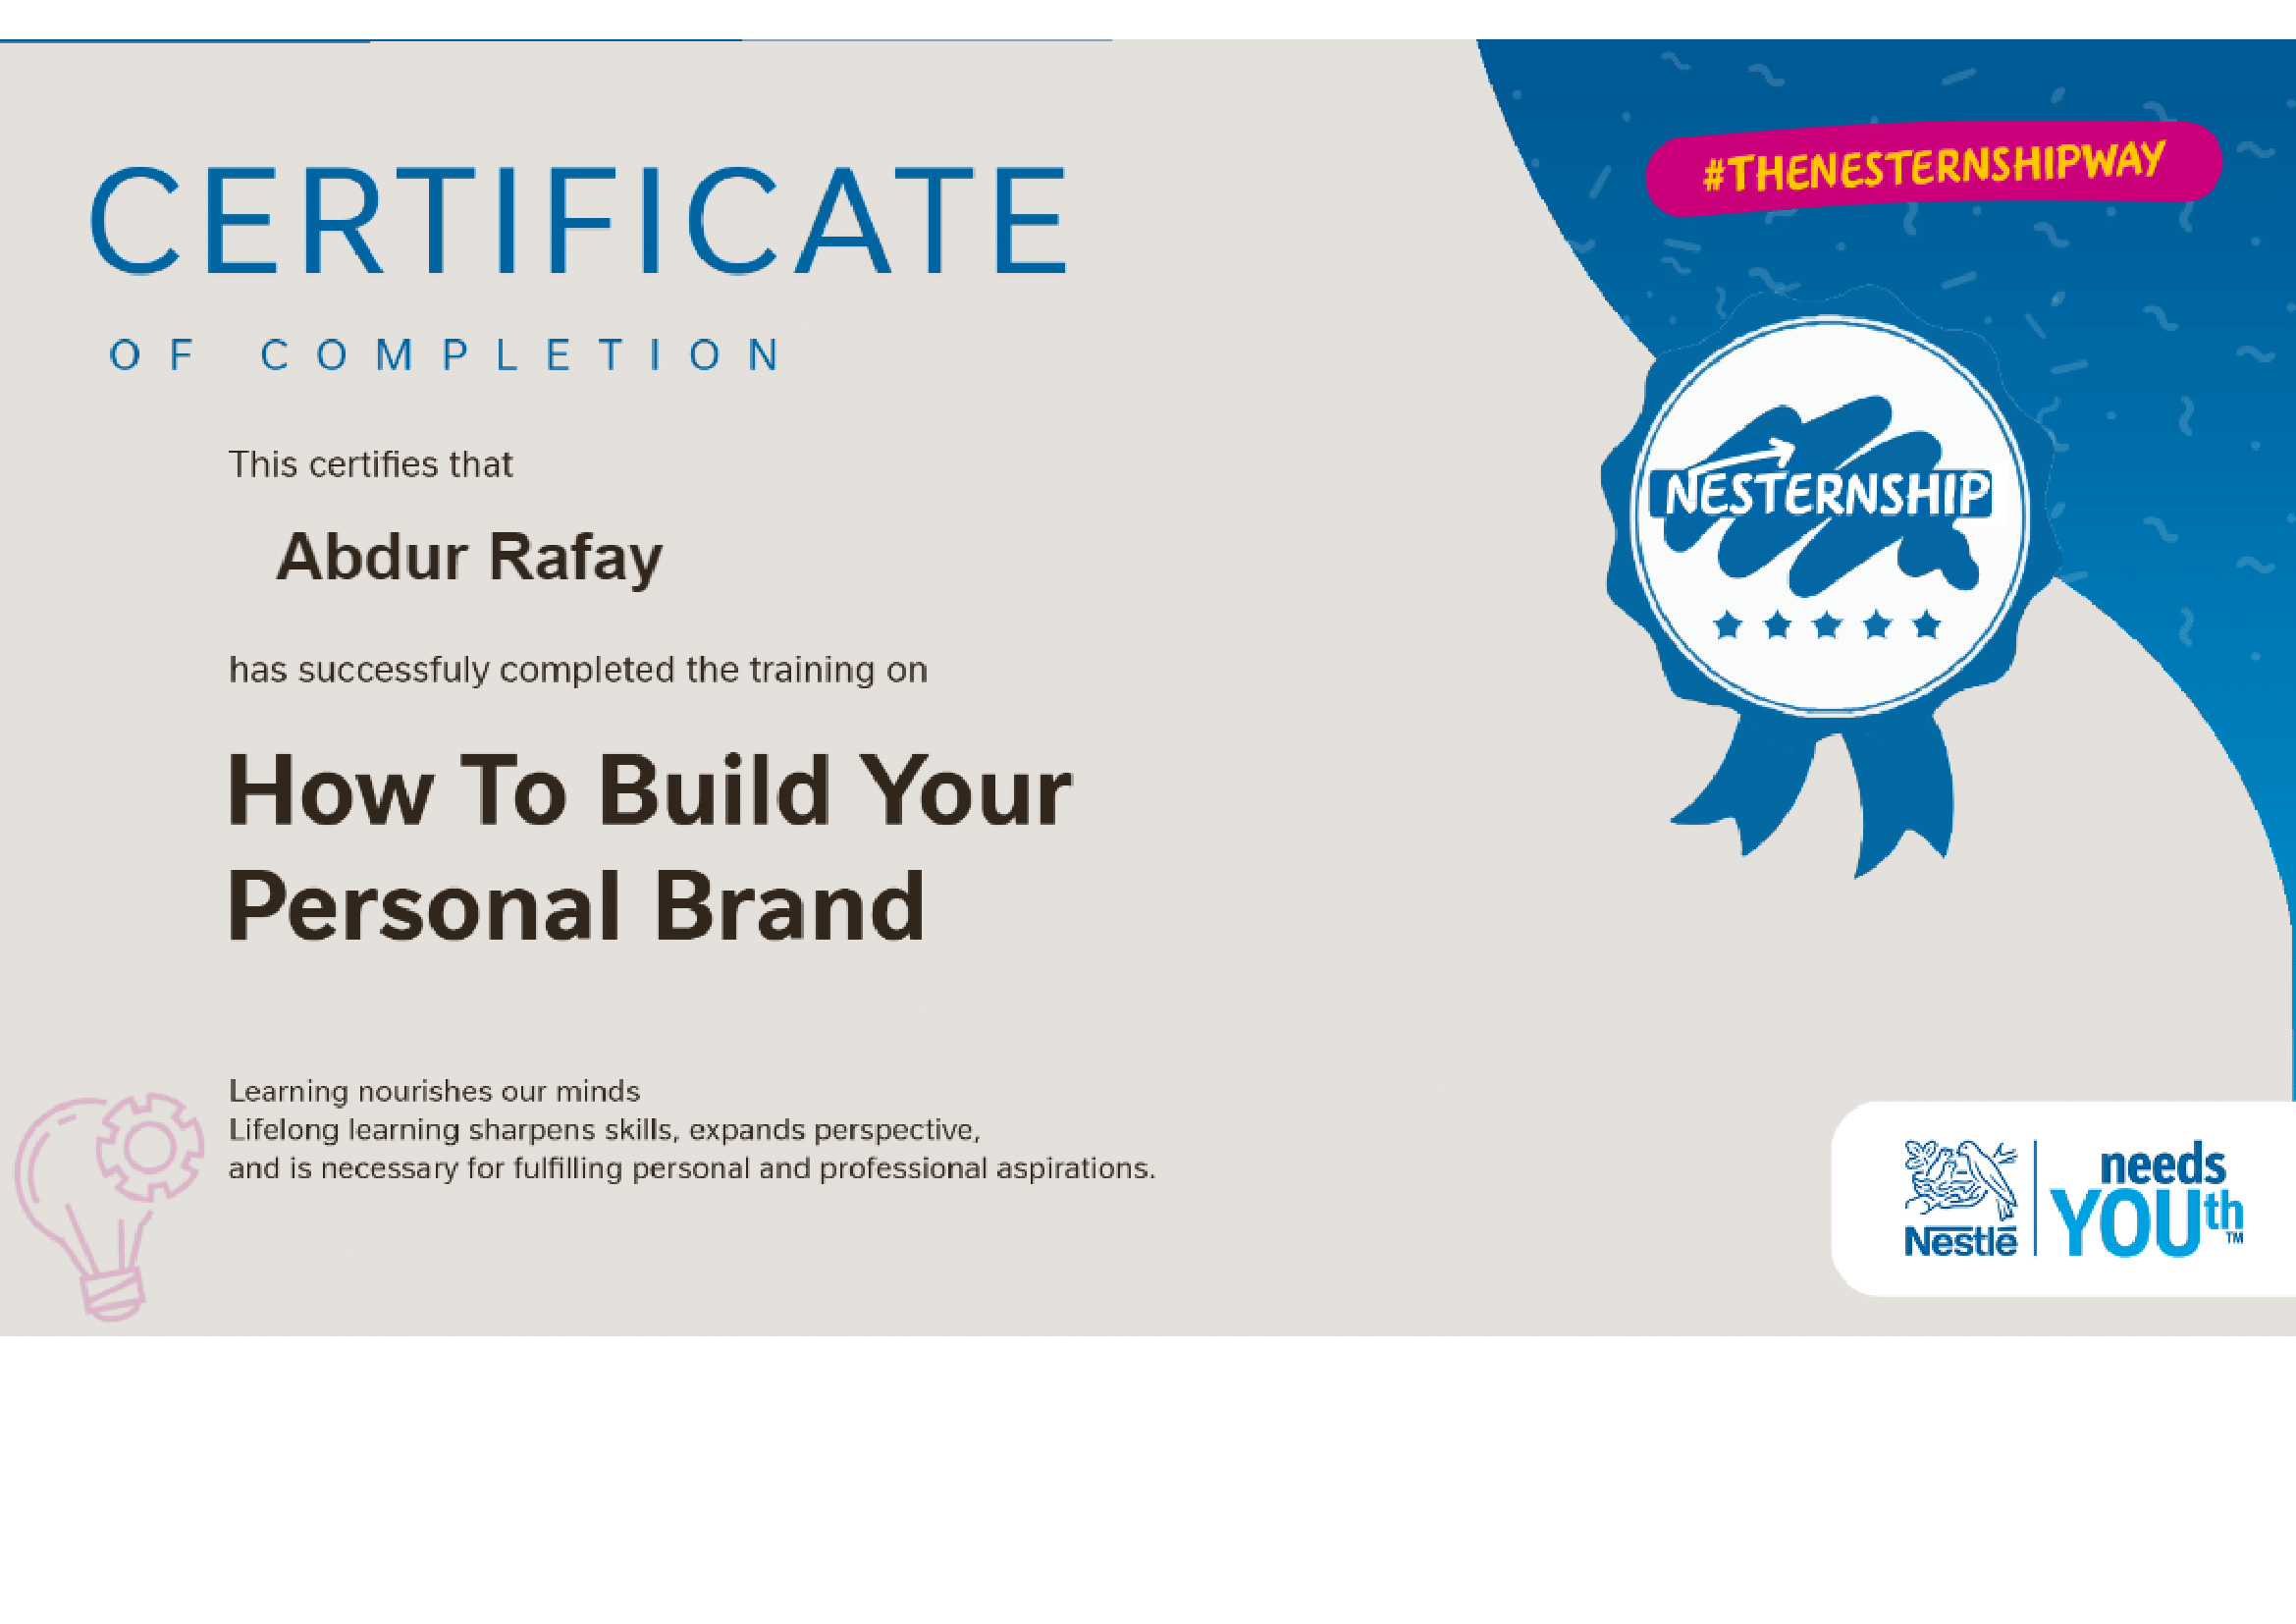 CERTIFICATE
OF COMPLETION
This certifies that
Abdur Rafay
has successfuly completed the training on
How To Build Your
Personal Brand
Learning nourishes our minds
Lifelong learning sharpens skills, expands perspective,
and is necessary for fulfilling personal and professional aspirations.
#THENESTERNSHIPWAY
NESTERNSHIP
Nestlé
needs
YOUth™